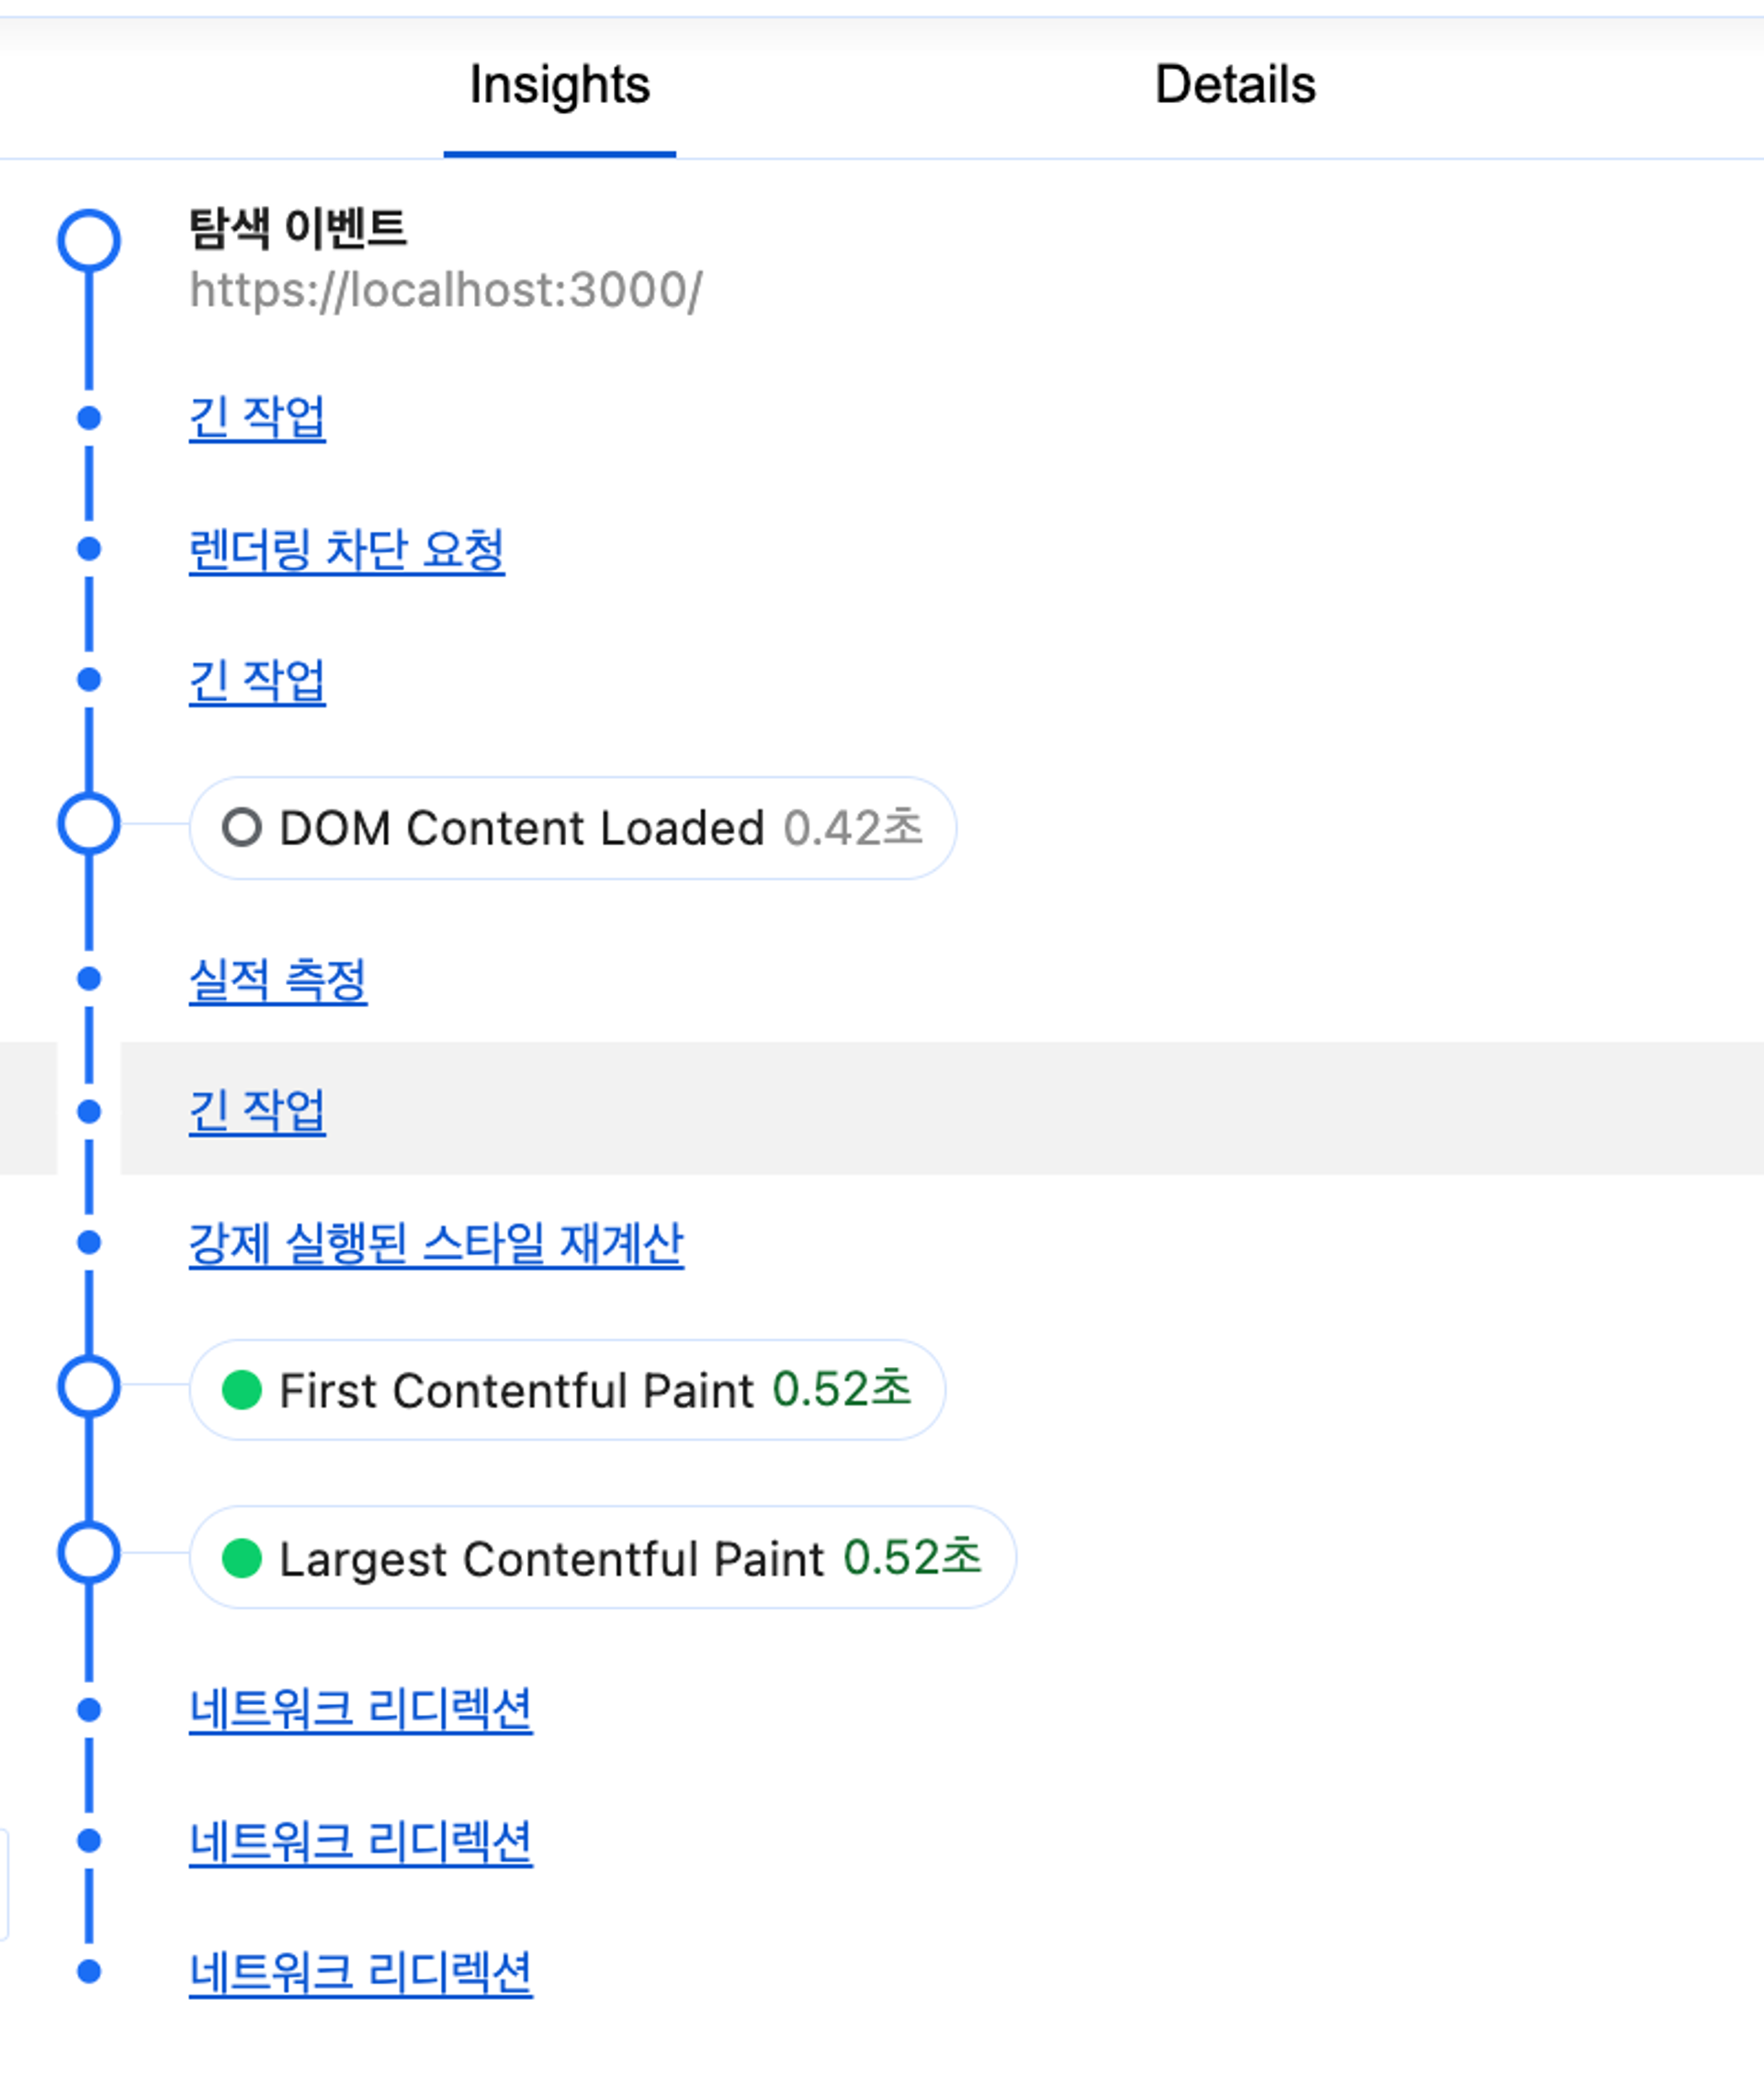 Insights
Details
탐색 이벤트
https://localhost:3000/
긴 작업
렌더링 차단 요청
긴 작업
DOM Content Loaded 0.42초
실적 측정
긴 작업
강제 실행된 스타일 재계산
First Contentful Paint 0.52초
Largest Contentful Paint 0.52초
네트워크 리디렉션
네트워크 리디렉션
네트워크 리디렉션